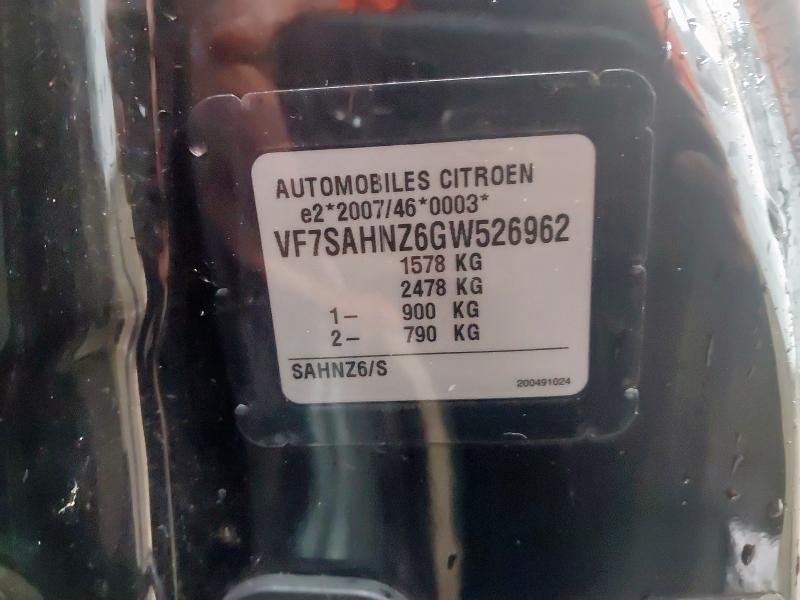 AUTOMOBILES CITROEN
e2*2007/46*0003*
VF7SAHNZ6GW526962
1578 KG
2478 KG
1– 900 KG
2– 790 KG
SAHNZ6/S
200491024